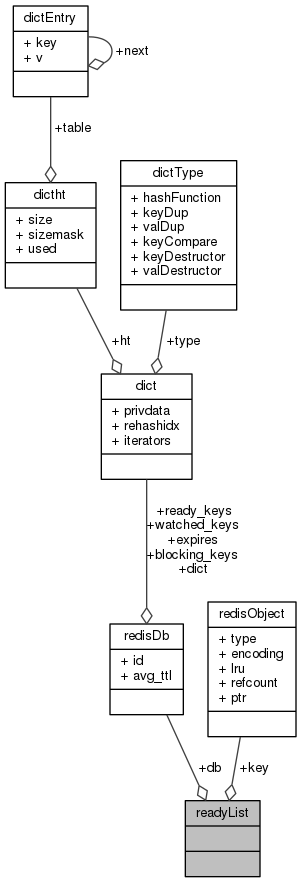 dictEntry
+ key
+ v
+next
+table
dictht
+ size
+ sizemask
+ used
dictType
+ hashFunction
+ keyDup
+ valDup
+ keyCompare
+ keyDestructor
+ valDestructor
+ht
+type
dict
+ privdata
+ rehashidx
+ iterators
+ready_keys
+watched_keys
+expires
+blocking_keys
+dict
redisDb
+ id
+ avg_ttl
redisObject
+ type
+ encoding
+ lru
+ refcount
+ ptr
+db
+key
readyList